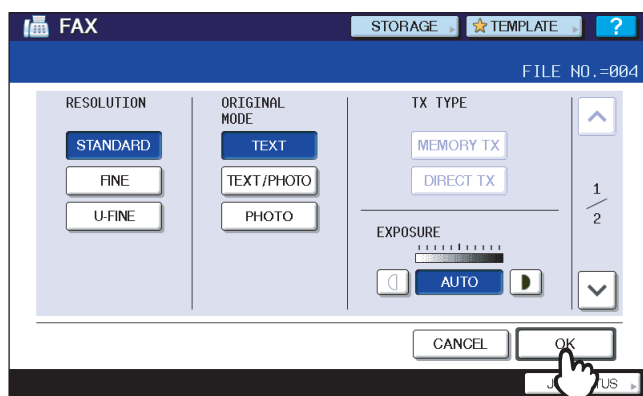 FAX
STORAGE
TEMPLATE
?
FILE NO.=004
RESOLUTION
STANDARD
FINE
U-FINE
ORIGINAL
MODE
TEXT
TEXT/PHOTO
PHOTO
TX TYPE
MEMORY TX
DIRECT TX
EXPOSURE
AUTO
1
2
CANCEL
OK